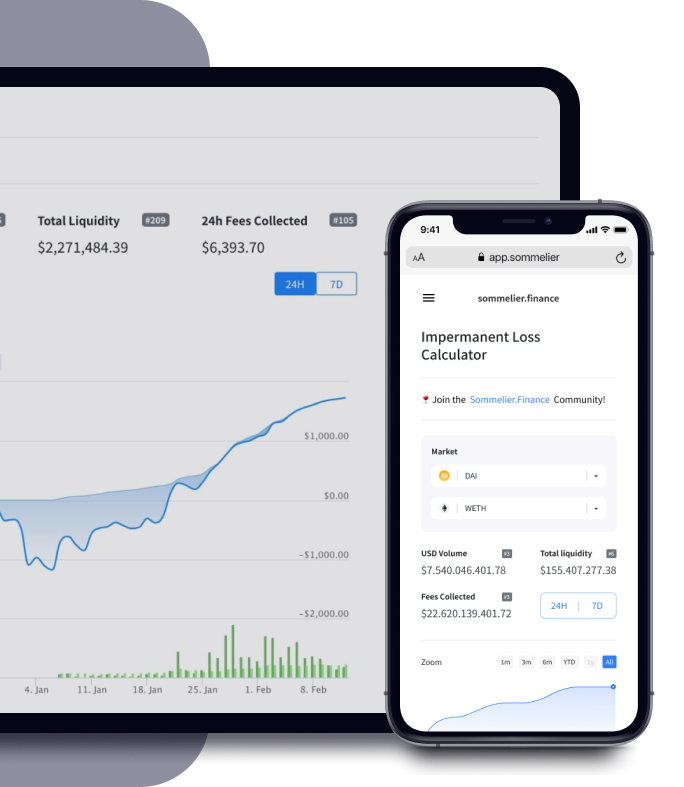 Total Liquidity #209 24h Fees Collected #105
$2,271,484.39 $6,393.70
24H 7D
$1,000.00
$0.00
−$1,000.00
−$2,000.00
4. Jan 11. Jan 18. Jan 25. Jan 1. Feb 8. Feb
9:41
AA app.sommelier
sommelier.finance
Impermanent Loss
Calculator
Join the Sommelier.Finance Community!
Market
DAI
WETH
USD Volume #3 Total liquidity #6
$7.540.046.401.78 $155.407.277.38
Fees Collected #3
$22.620.139.401.72 24H 7D
Zoom 1m 3m 6m YTD 1y All